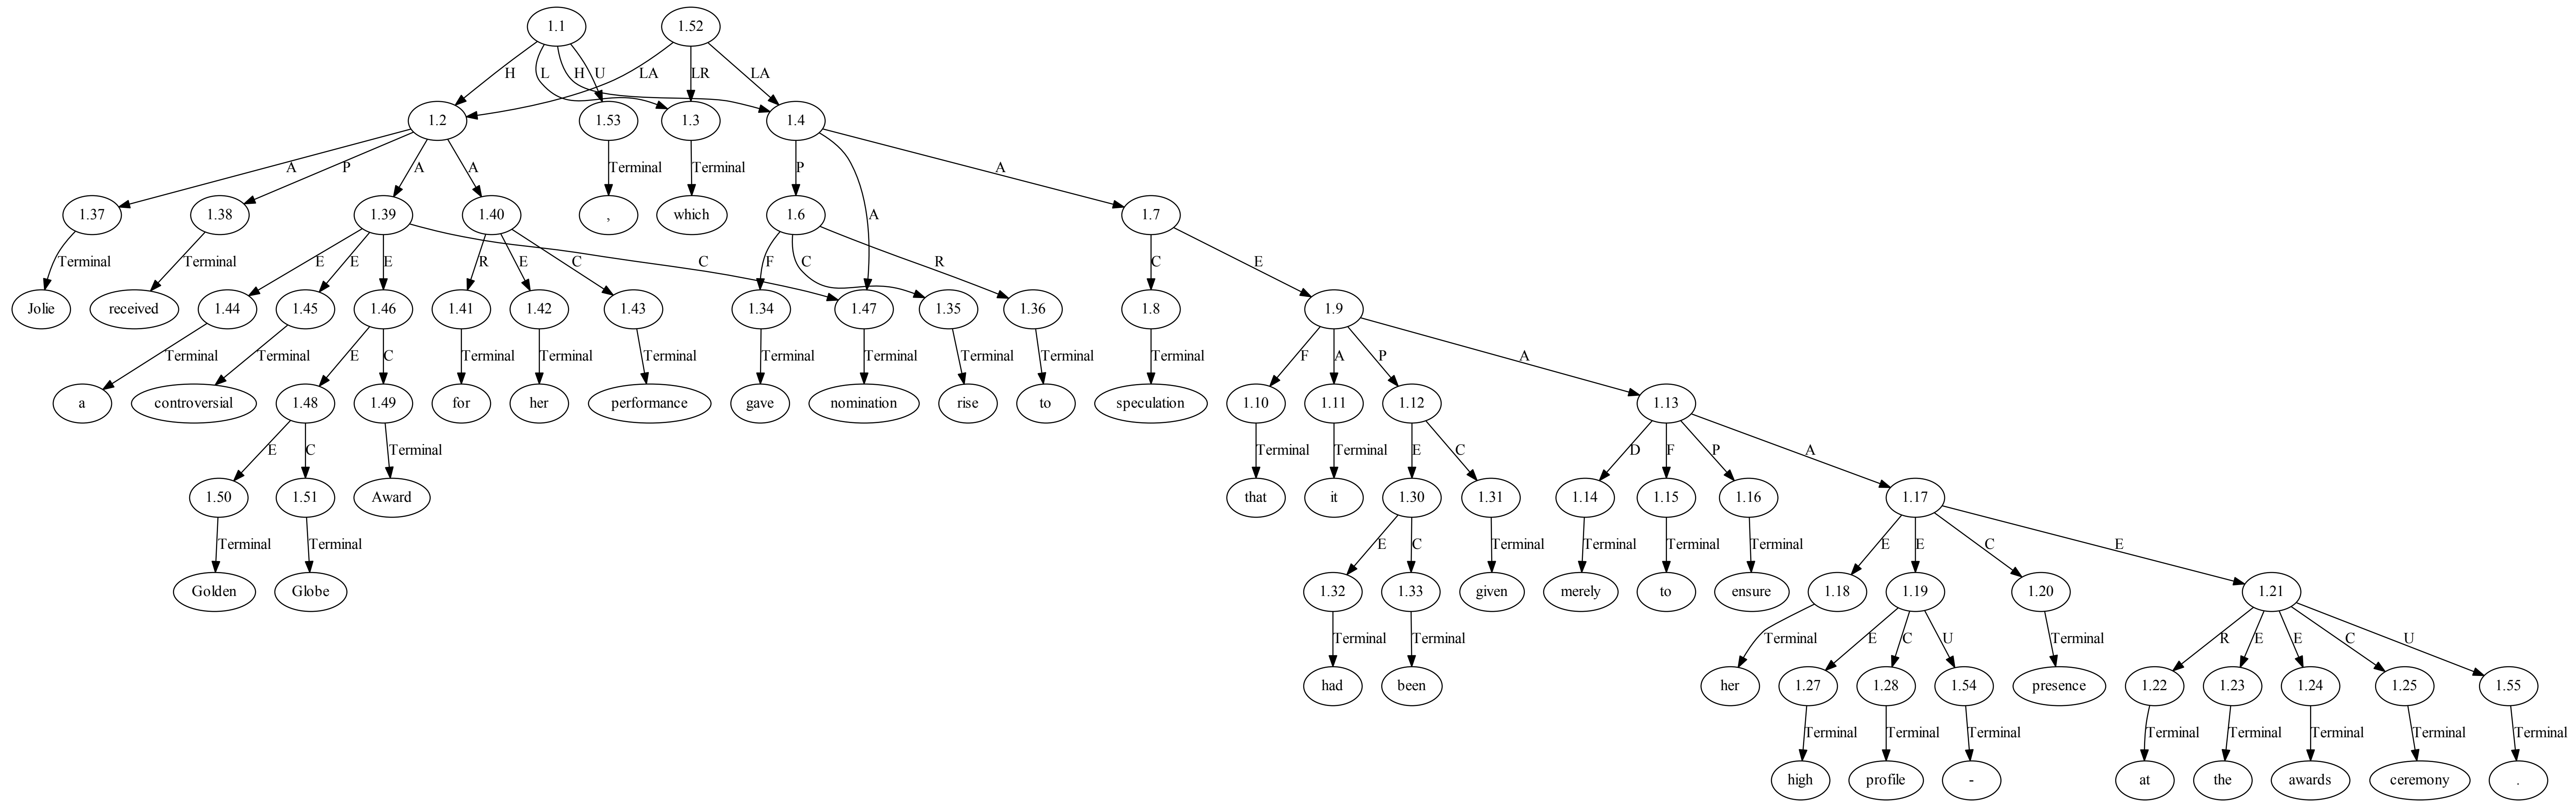 1.1 1.52
H L H U LA LR LA
1.2 1.53 1.3 1.4
A P A A Terminal Terminal P A A
1.37 1.38 1.39 1.40 , which 1.6 1.7
Terminal Terminal E E E C R E C F C R C E
Jolie received 1.44 1.45 1.46 1.41 1.42 1.43 1.34 1.47 1.35 1.36 1.8 1.9
Terminal Terminal E C Terminal Terminal Terminal Terminal Terminal Terminal Terminal Terminal F A P A
a controversial 1.48 1.49 for her performance gave nomination rise to speculation 1.10 1.11 1.12 1.13
E C Terminal Terminal Terminal E C D F P A
1.50 1.51 Award that it 1.30 1.31 1.14 1.15 1.16 1.17
Terminal Terminal E C Terminal Terminal Terminal Terminal E E C E
Golden Globe 1.32 1.33 given merely to ensure 1.18 1.19 1.20 1.21
Terminal Terminal Terminal E C U Terminal R E E C U
had been her 1.27 1.28 1.54 presence 1.22 1.23 1.24 1.25 1.55
Terminal Terminal Terminal Terminal Terminal Terminal Terminal Terminal
high profile - at the awards ceremony .